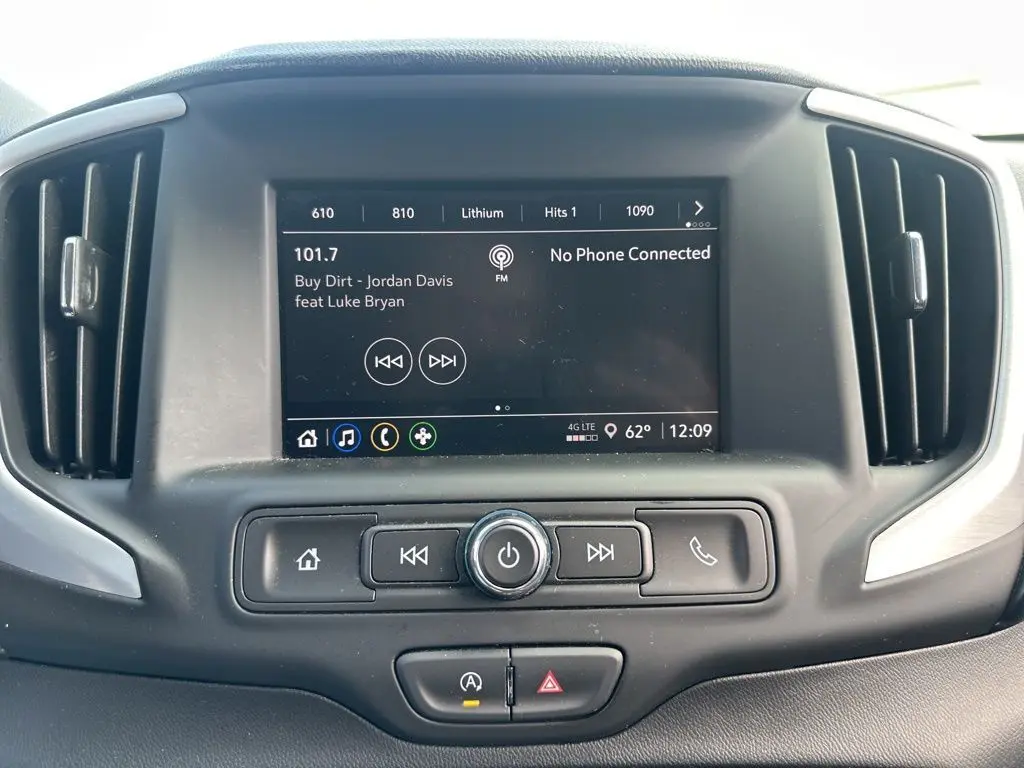 610 810 Lithium Hits 1 1090
101.7
FM
No Phone Connected
Buy Dirt - Jordan Davis
feat Luke Bryan
4G LTE
62° 12:09
A